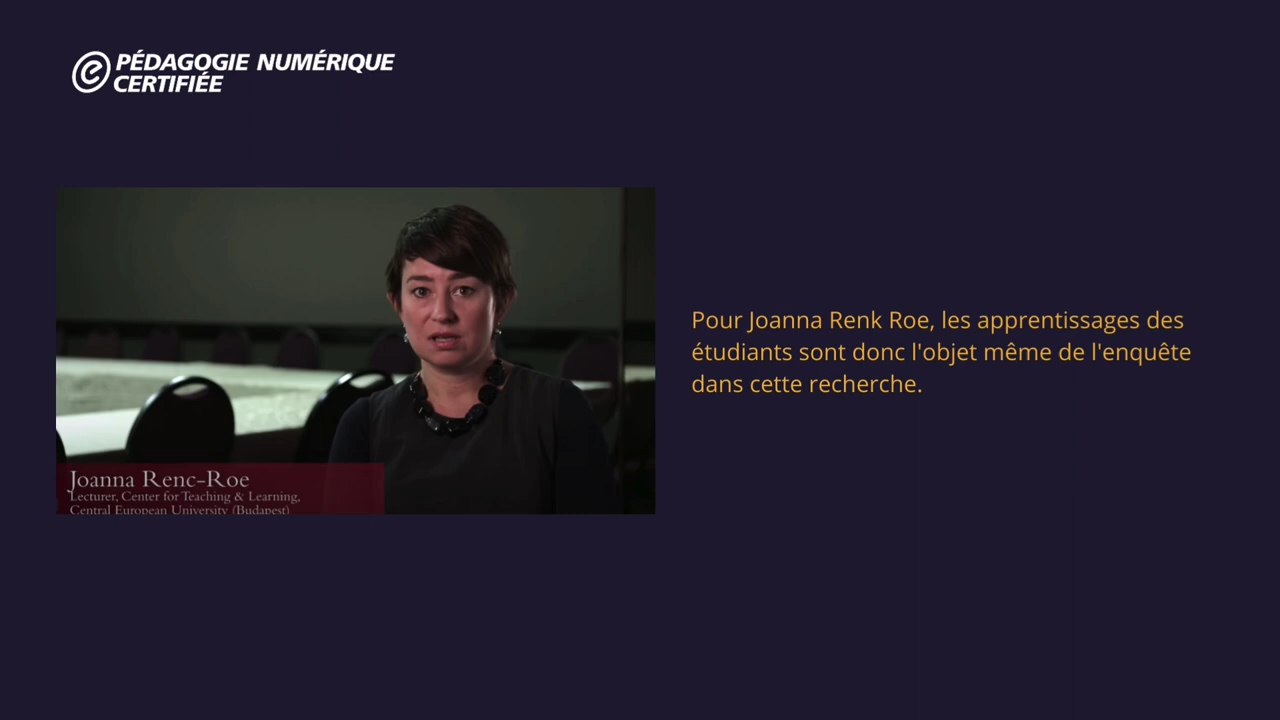 PÉDAGOGIE NUMÉRIQUE
CERTIFIÉE
Joanna Renc-Roe
Lecturer, Center for Teaching & Learning,
Central European University (Budapest)
Pour Joanna Renk Roe, les apprentissages des
étudiants sont donc l'objet même de l'enquête
dans cette recherche.